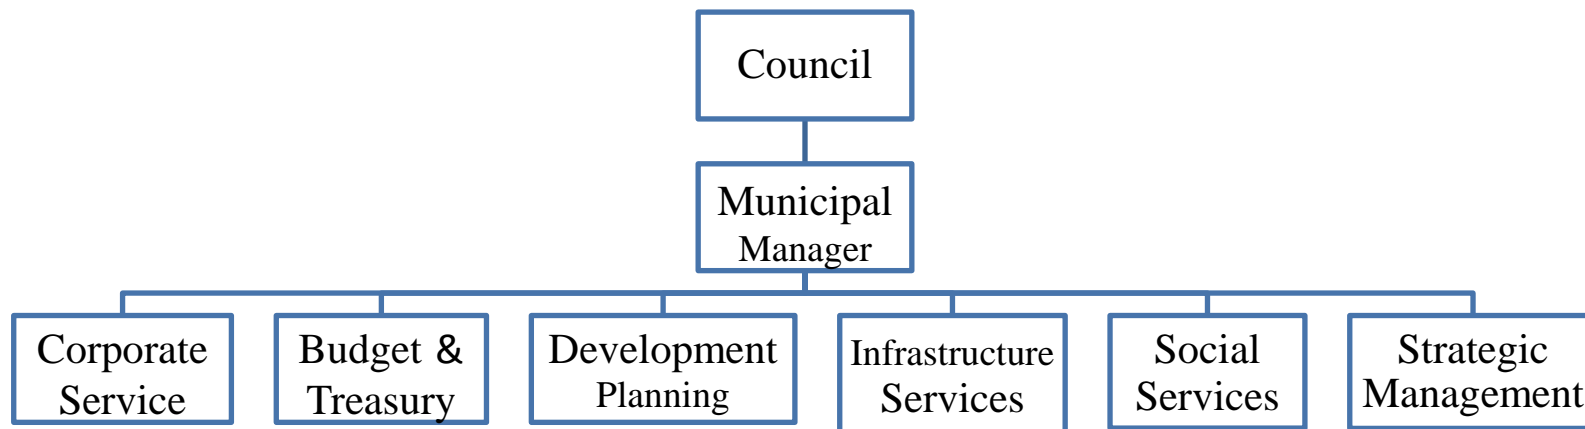 Council
Municipal
Manager
Corporate
Service
Budget &
Treasury
Development
Planning
Infrastructure
Services
Social
Services
Strategic
Management